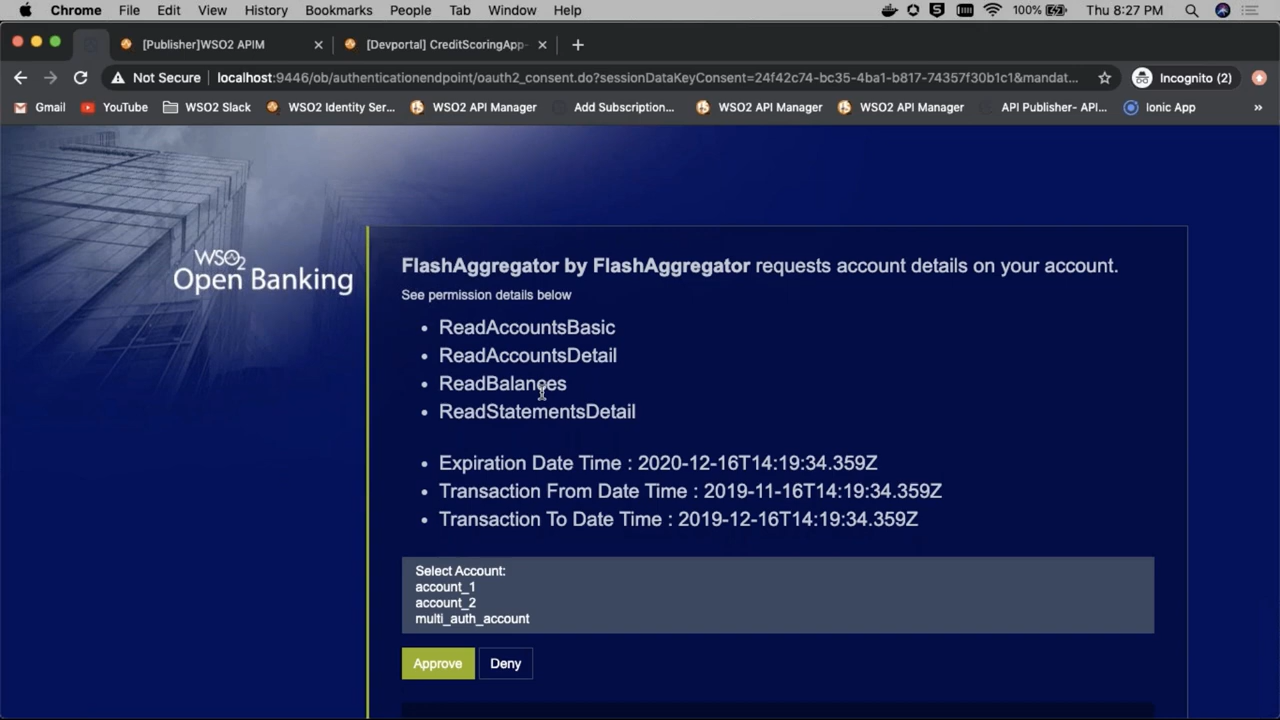 Chrome File Edit View History Bookmarks People Tab Window Help 100% Thu 8:27 PM
[Publisher]WSO2 APIM [Devportal] CreditScoringApp-
Not Secure localhost:9446/ob/authenticationendpoint/oauth2_consent.do?sessionDataKeyConsent=24f42c74-bc35-4ba1-b817-74357f30b1c1&mandat... Incognito (2)
Gmail YouTube WSO2 Slack WSO2 Identity Ser... WSO2 API Manager Add Subscription... WSO2 API Manager WSO2 API Manager API Publisher- API... Ionic App »
WSO2
Open Banking
FlashAggregator by FlashAggregator requests account details on your account.
See permission details below
• ReadAccountsBasic
• ReadAccountsDetail
• ReadBalances
• ReadStatementsDetail
• Expiration Date Time : 2020-12-16T14:19:34.359Z
• Transaction From Date Time : 2019-11-16T14:19:34.359Z
• Transaction To Date Time : 2019-12-16T14:19:34.359Z
Select Account:
account_1
account_2
multi_auth_account
Approve Deny